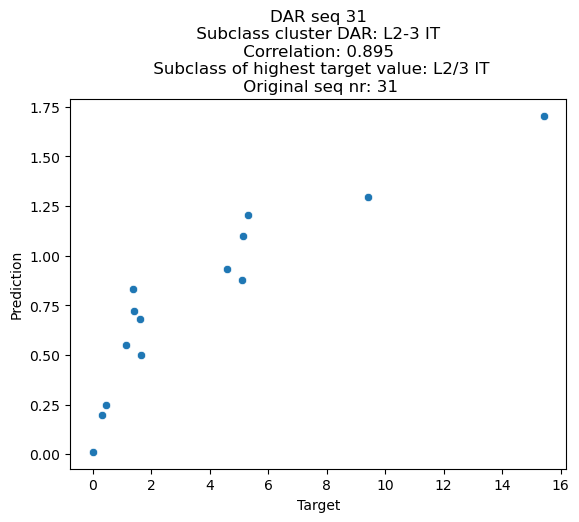 DAR seq 31
Subclass cluster DAR: L2-3 IT
Correlation: 0.895
Subclass of highest target value: L2/3 IT
Original seq nr: 31
1.75
1.50
1.25
1.00
0.75
0.50
0.25
0.00
Prediction
0 2 4 6 8 10 12 14 16
Target